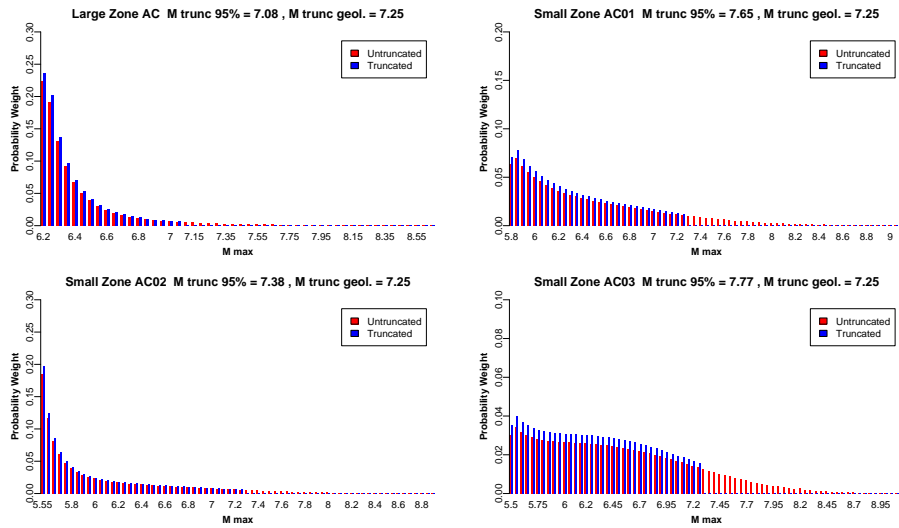 Large Zone AC  M trunc 95% = 7.08 , M trunc geol. = 7.25
Probability Weight
0.00 0.05 0.10 0.15 0.20 0.25 0.30
Untruncated
Truncated
6.2 6.4 6.6 6.8 7 7.15 7.35 7.55 7.75 7.95 8.15 8.35 8.55
M max
Small Zone AC01  M trunc 95% = 7.65 , M trunc geol. = 7.25
Probability Weight
0.00 0.05 0.10 0.15 0.20
Untruncated
Truncated
5.8 6 6.2 6.4 6.6 6.8 7 7.2 7.4 7.6 7.8 8 8.2 8.4 8.6 8.8 9
M max
Small Zone AC02  M trunc 95% = 7.38 , M trunc geol. = 7.25
Probability Weight
0.00 0.05 0.10 0.15 0.20 0.25 0.30
Untruncated
Truncated
5.55 5.8 6 6.2 6.4 6.6 6.8 7 7.2 7.4 7.6 7.8 8 8.2 8.4 8.6 8.8
M max
Small Zone AC03  M trunc 95% = 7.77 , M trunc geol. = 7.25
Probability Weight
0.00 0.02 0.04 0.06 0.08 0.10
Untruncated
Truncated
5.5 5.75 6 6.2 6.45 6.7 6.95 7.2 7.45 7.7 7.95 8.2 8.45 8.7 8.95
M max